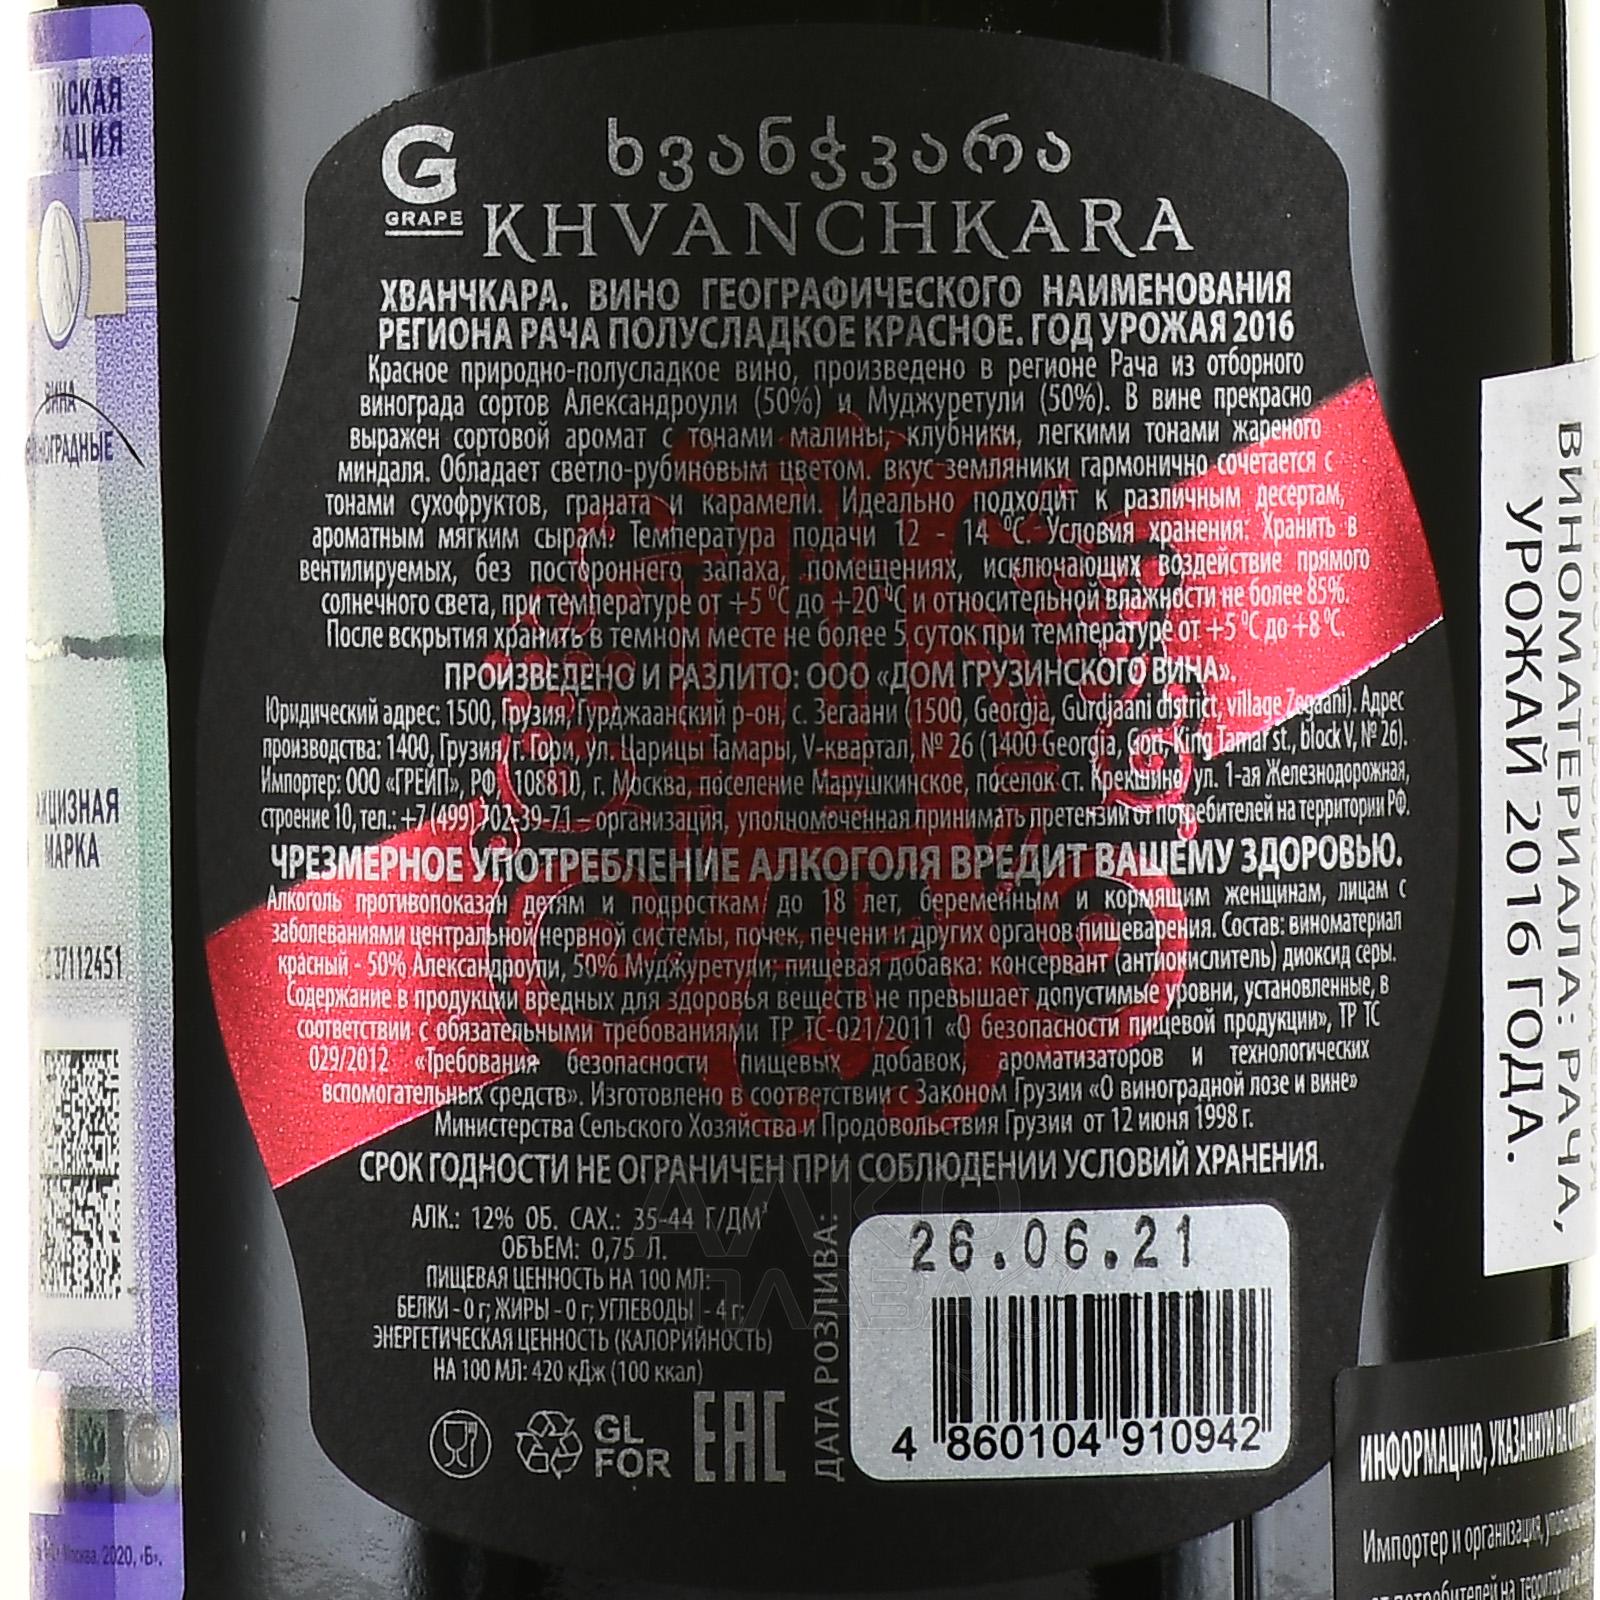 G
GRAPE
ხვანჭკარა
KHVANCHKARA
ХВАНЧКАРА. ВИНО ГЕОГРАФИЧЕСКОГО НАИМЕНОВАНИЯ
РЕГИОНА РАЧА ПОЛУСЛАДКОЕ КРАСНОЕ. ГОД УРОЖАЯ 2016
Красное природно-полусладкое вино, произведено в регионе Рача из отборного
винограда сортов Александроули (50%) и Муджуретули (50%). В вине прекрасно
выражен сортовой аромат с тонами малины, клубники, легкими тонами жареного
миндаля. Обладает светло-рубиновым цветом, вкус земляники гармонично сочетается с
тонами сухофруктов, граната и карамели. Идеально подходит к различным десертам,
ароматным мягким сырам. Температура подачи 12 - 14 °C. Условия хранения: Хранить в
вентилируемых, без постороннего запаха, помещениях, исключающих воздействие прямого
солнечного света, при температуре от +5 °C до +20 °C и относительной влажности не более 85%.
После вскрытия хранить в темном месте не более 5 суток при температуре от +5 °C до +8 °C.
ПРОИЗВЕДЕНО И РАЗЛИТО: ООО «ДОМ ГРУЗИНСКОГО ВИНА».
Юридический адрес: 1500, Грузия, Гурджаанский р-он, с. Зегаани (1500, Georgia, Gurdjaani district, village Zegaani). Адрес
производства: 1400, Грузия, г. Гори, ул. Царицы Тамары, V-квартал, № 26 (1400 Georgia, Gori, King Tamar st., block V, № 26).
Импортер: ООО «ГРЕЙП», РФ, 108810, г. Москва, поселение Марушкинское, поселок ст. Крекшино, ул. 1-ая Железнодорожная,
строение 10, тел.: +7 (499) 702-39-71 – организация, уполномоченная принимать претензии от потребителей на территории РФ.
ЧРЕЗМЕРНОЕ УПОТРЕБЛЕНИЕ АЛКОГОЛЯ ВРЕДИТ ВАШЕМУ ЗДОРОВЬЮ.
Алкоголь противопоказан детям и подросткам до 18 лет, беременным и кормящим женщинам, лицам с
заболеваниями центральной нервной системы, почек, печени и других органов пищеварения. Состав: виноматериал
красный - 50% Александроули, 50% Муджуретули, пищевая добавка: консервант (антиокислитель) диоксид серы.
Содержание в продукции вредных для здоровья веществ не превышает допустимые уровни, установленные, в
соответствии с обязательными требованиями ТР ТС-021/2011 «О безопасности пищевой продукции», ТР ТС
029/2012 «Требования безопасности пищевых добавок, ароматизаторов и технологических
вспомогательных средств». Изготовлено в соответствии с Законом Грузии «О виноградной лозе и вине»
Министерства Сельского Хозяйства и Продовольствия Грузии от 12 июня 1998 г.
СРОК ГОДНОСТИ НЕ ОГРАНИЧЕН ПРИ СОБЛЮДЕНИИ УСЛОВИЙ ХРАНЕНИЯ.
АЛК.: 12% ОБ. САХ.: 35-44 Г/ДМ³
ОБЪЕМ: 0,75 Л.
ПИЩЕВАЯ ЦЕННОСТЬ НА 100 МЛ:
БЕЛКИ - 0 г; ЖИРЫ - 0 г; УГЛЕВОДЫ - 4 г;
ЭНЕРГЕТИЧЕСКАЯ ЦЕННОСТЬ (КАЛОРИЙНОСТЬ)
НА 100 МЛ: 420 кДж (100 ккал)
GL
FOR
EAC
ДАТА РОЗЛИВА:
26.06.21
4 860104 910942
АЛКО
ПЛАЗА
ВИНОМАТЕРИАЛА: РАЧА,
УРОЖАЙ 2016 ГОДА.
ИНФОРМАЦИЮ, УКАЗАННУЮ НА
Импортер и организация,
от потребителей на
ЙСКАЯ
РАЦИЯ
ВИНА
НОГРАДНЫЕ
АКЦИЗНАЯ
МАРКА
37112451
Москва, 2020, «Б».